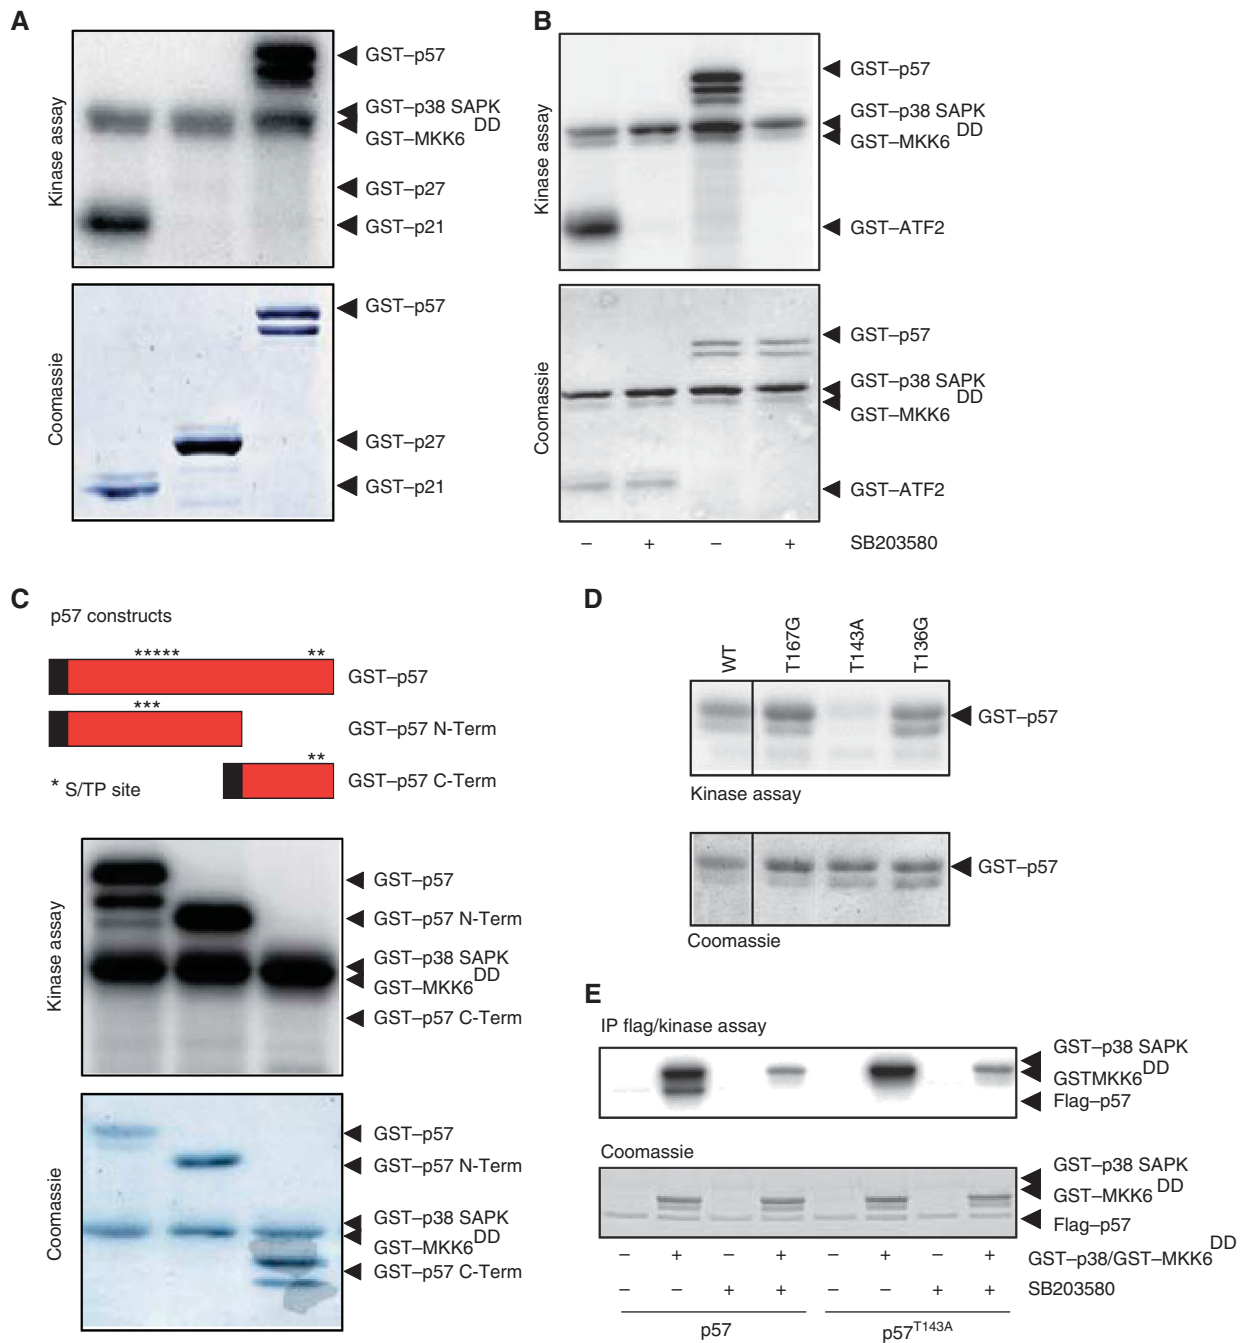 A
Kinase assay
GST–p57
GST–p38 SAPK
GST–MKK6DD
GST–p27
GST–p21
Coomassie
GST–p57
GST–p27
GST–p21
B
Kinase assay
GST–p57
GST–p38 SAPK
GST–MKK6DD
GST–ATF2
Coomassie
GST–p57
GST–p38 SAPK
GST–MKK6DD
GST–ATF2
– + – + SB203580
C
p57 constructs
***** **
GST–p57
***
GST–p57 N-Term
**
GST–p57 C-Term
* S/TP site
Kinase assay
GST–p57
GST–p57 N-Term
GST–p38 SAPK
GST–MKK6DD
GST–p57 C-Term
Coomassie
GST–p57
GST–p57 N-Term
GST–p38 SAPK
GST–MKK6DD
GST–p57 C-Term
D
WT T167G T143A T136G
GST–p57
Kinase assay
GST–p57
Coomassie
E
IP flag/kinase assay
GST–p38 SAPK
GSTMKK6DD
Flag–p57
Coomassie
GST–p38 SAPK
GST–MKK6DD
Flag–p57
– + – + – + – + GST–p38/GST–MKK6DD
– – + + – – + + SB203580
p57 p57T143A